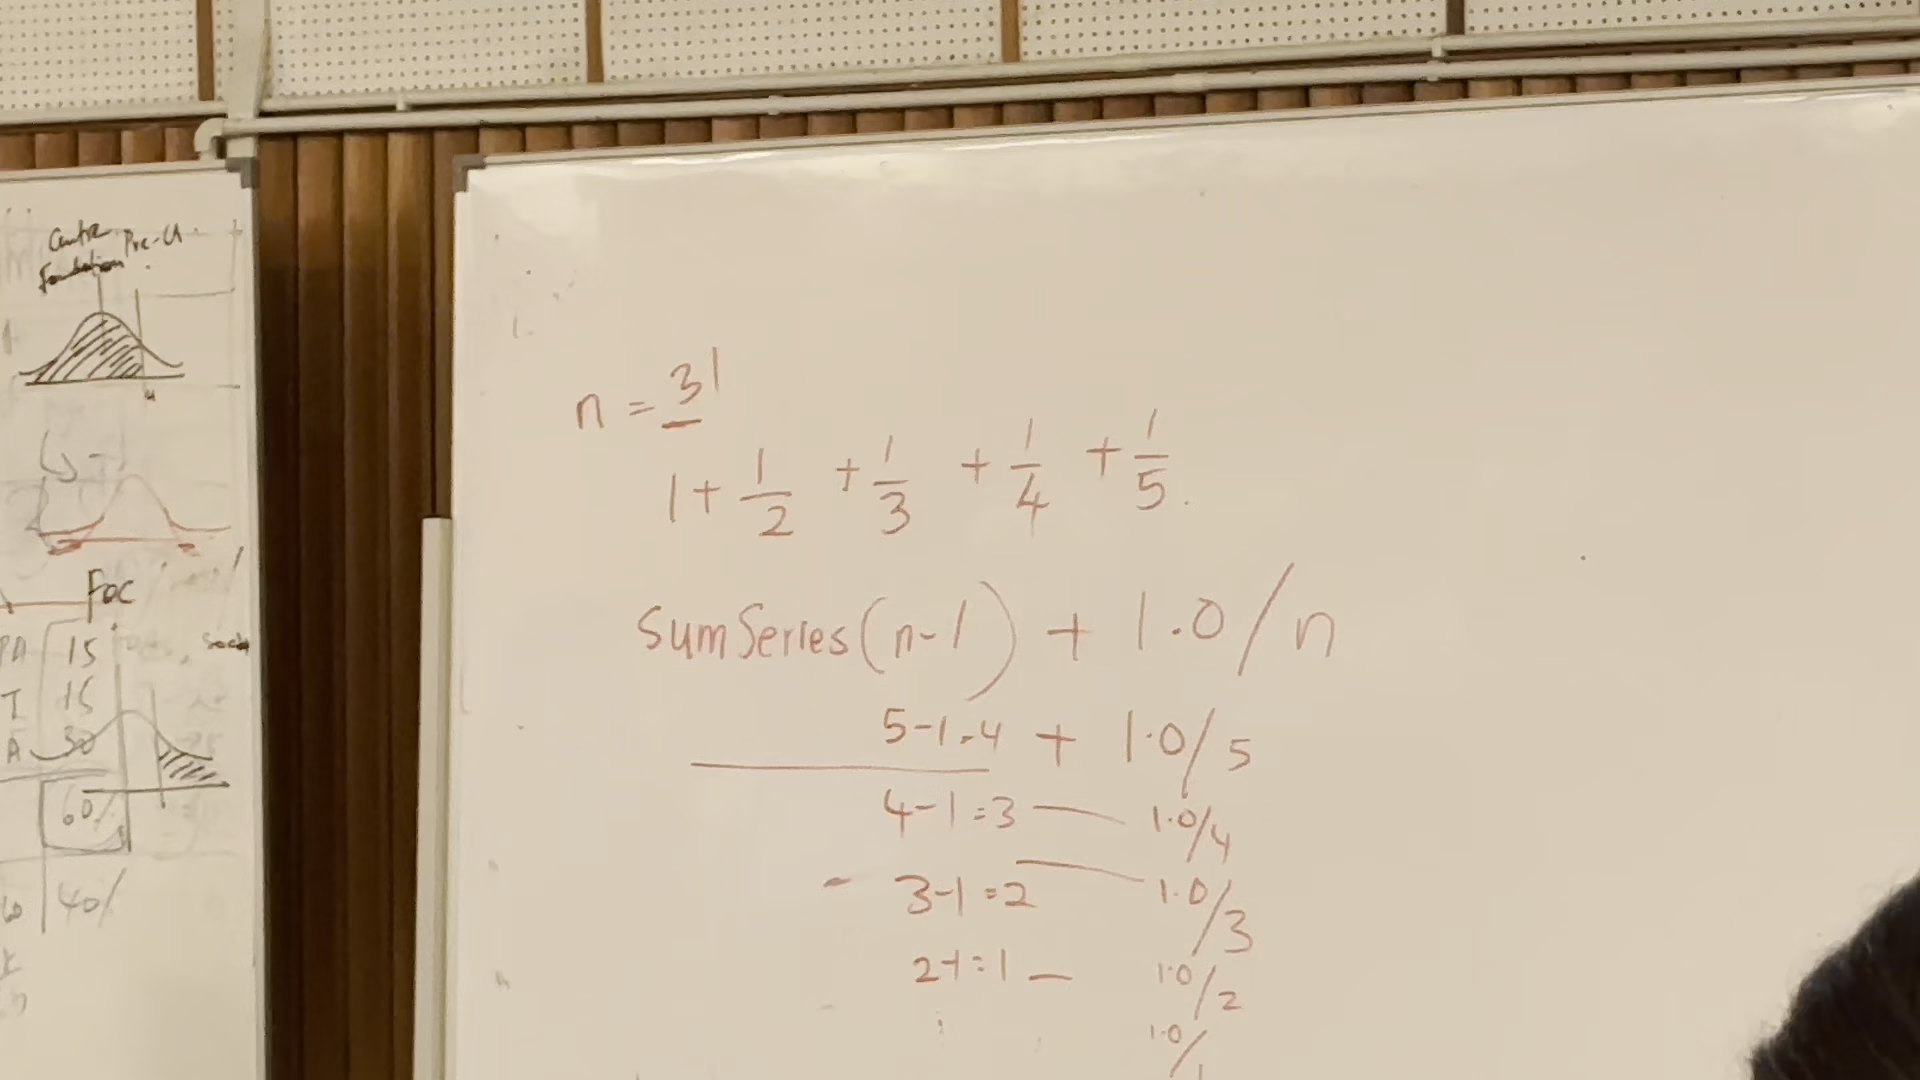 Centre Pre-U
Foundation
FOC
PA 15
I 15
A 30
60%
40%
n = 31
1 + 1/2 + 1/3 + 1/4 + 1/5.
SumSeries(n-1) + 1.0/n
5-1=4 + 1.0/5
4-1=3 — 1.0/4
3-1=2 — 1.0/3
2-1=1 — 1.0/2
1.0/1